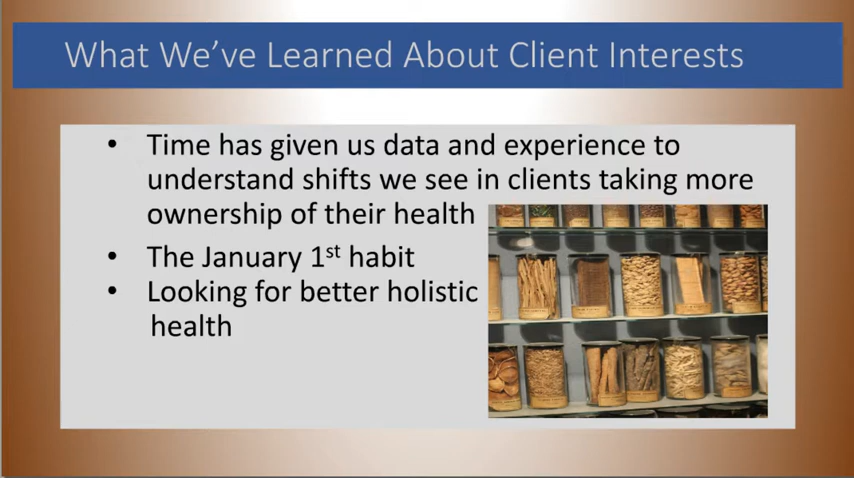 What We've Learned About Client Interests
• Time has given us data and experience to
understand shifts we see in clients taking more
ownership of their health
• The January 1st habit
• Looking for better holistic
health